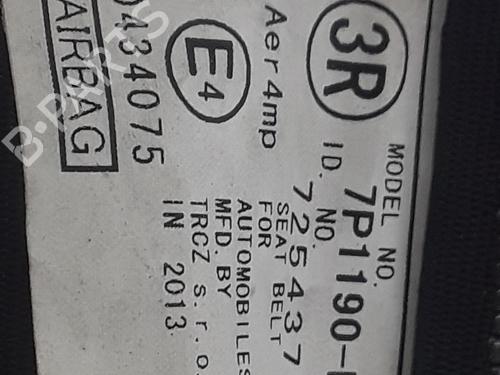 3R
MODEL NO.
7P1190-
ID. NO.
725437
Aer4mp
E4
0434075
AIRBAG
SEAT BELT
FOR
AUTOMOBILES
MFD. BY
TRCZ s.r.o.
IN 2013
B-PARTS